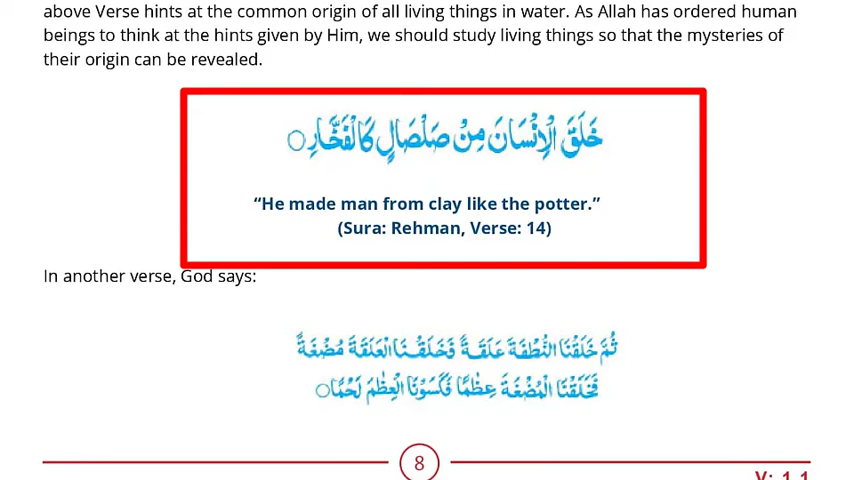 above Verse hints at the common origin of all living things in water. As Allah has ordered human
beings to think at the hints given by Him, we should study living things so that the mysteries of
their origin can be revealed.
خَلَقَ الْاِنْسَانَ مِنْ صَلْصَالٍ كَالْفَخَّارِ○
“He made man from clay like the potter.”
(Sura: Rehman, Verse: 14)
In another verse, God says:
ثُمَّ خَلَقْنَا النُّطْفَةَ عَلَقَةً فَخَلَقْنَا الْعَلَقَةَ مُضْغَةً
فَخَلَقْنَا الْمُضْغَةَ عِظٰمًا فَكَسَوْنَا الْعِظٰمَ لَحْمًا○
8
V: 1.1